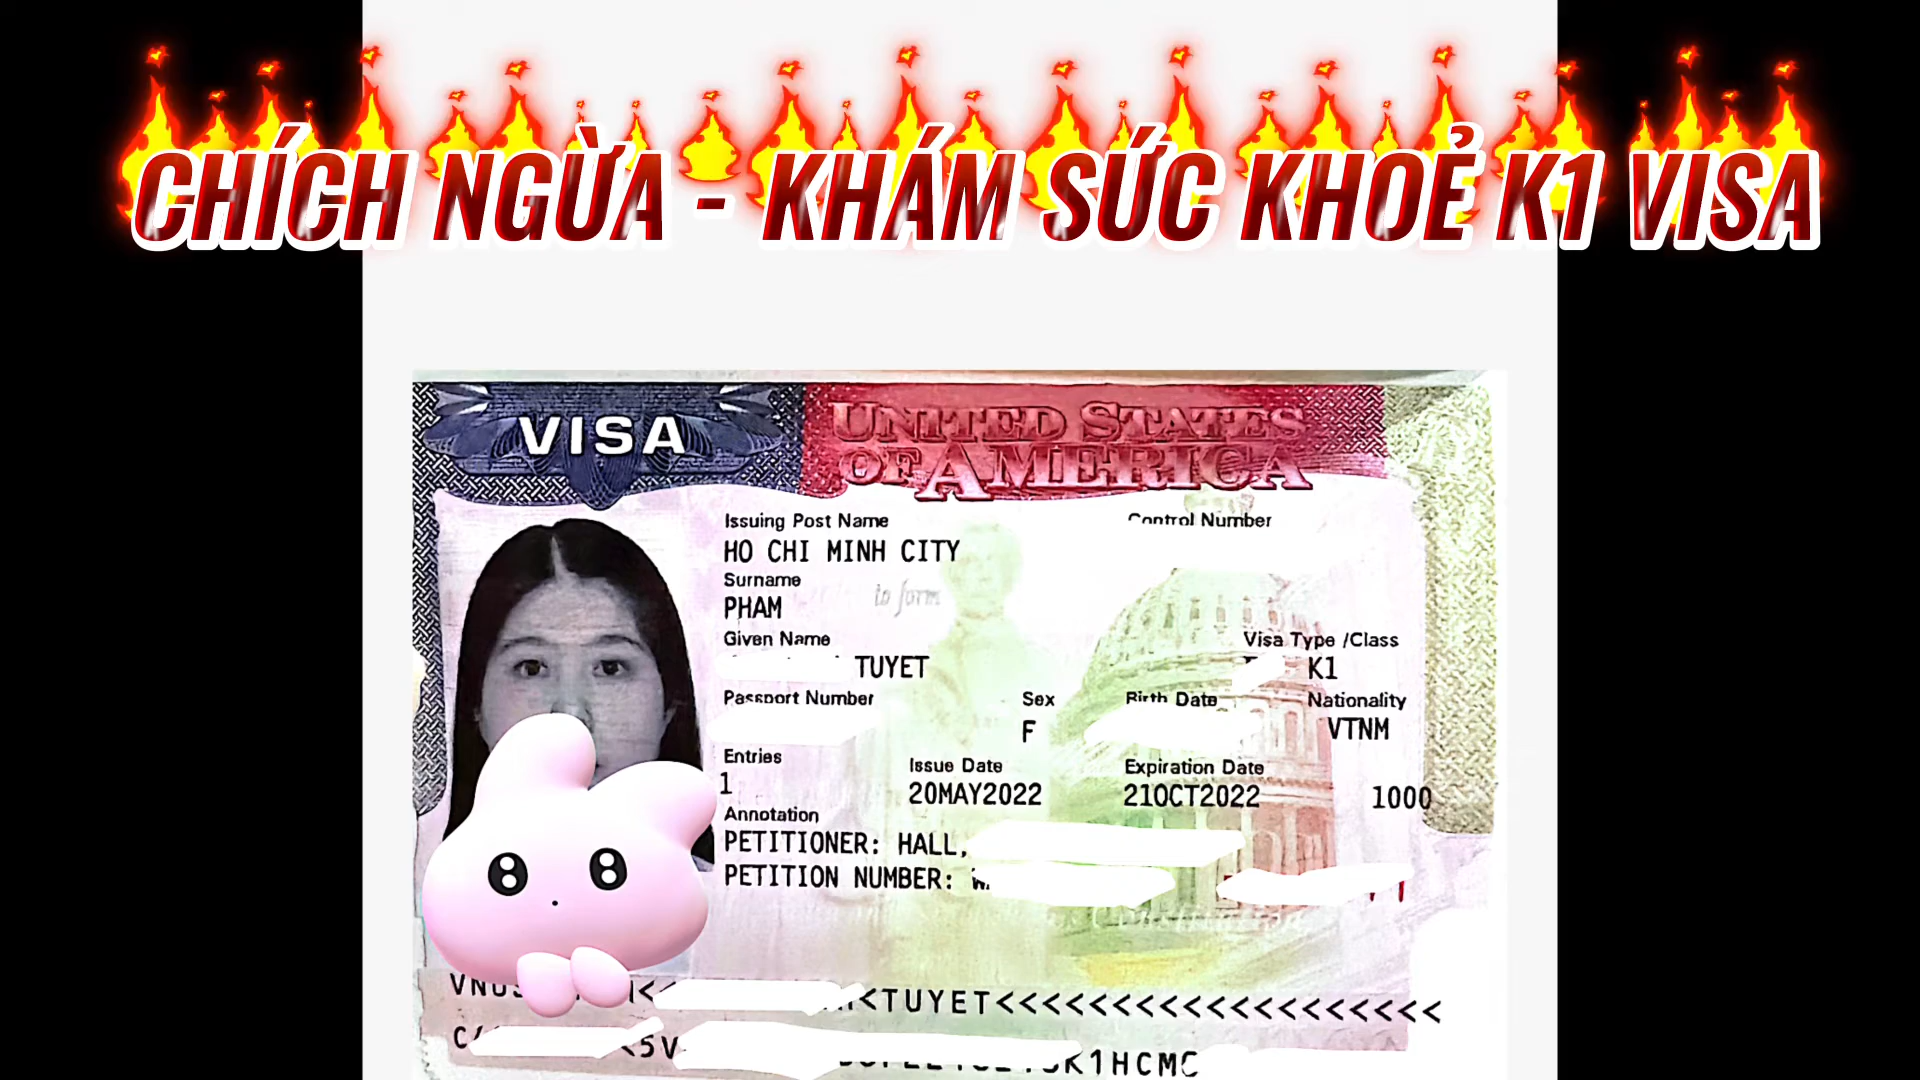 CHÍCH NGỪA - KHÁM SỨC KHOẺ K1 VISA
VISA
UNITED STATES
OF AMERICA
Issuing Post Name
Control Number
HO CHI MINH CITY
Surname
PHAM
to form
Given Name
Visa Type /Class
TUYET
K1
Passport Number
Sex
Birth Date
Nationality
F
VTNM
Entries
Issue Date
Expiration Date
1
20MAY2022
21OCT2022
1000
Annotation
PETITIONER: HALL,
PETITION NUMBER:
<TUYET<<<<<<<<<<<<<<<<<<<
K1HCMC